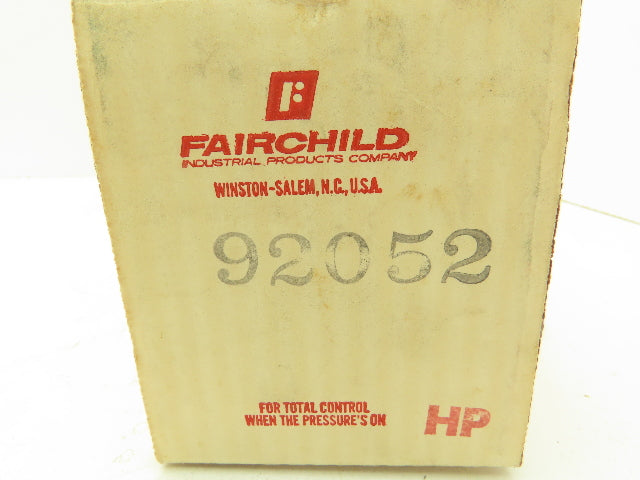 FAIRCHILD
INDUSTRIAL PRODUCTS COMPANY
WINSTON-SALEM, N.C., U.S.A.
92052
FOR TOTAL CONTROL
WHEN THE PRESSURE'S ON
HP